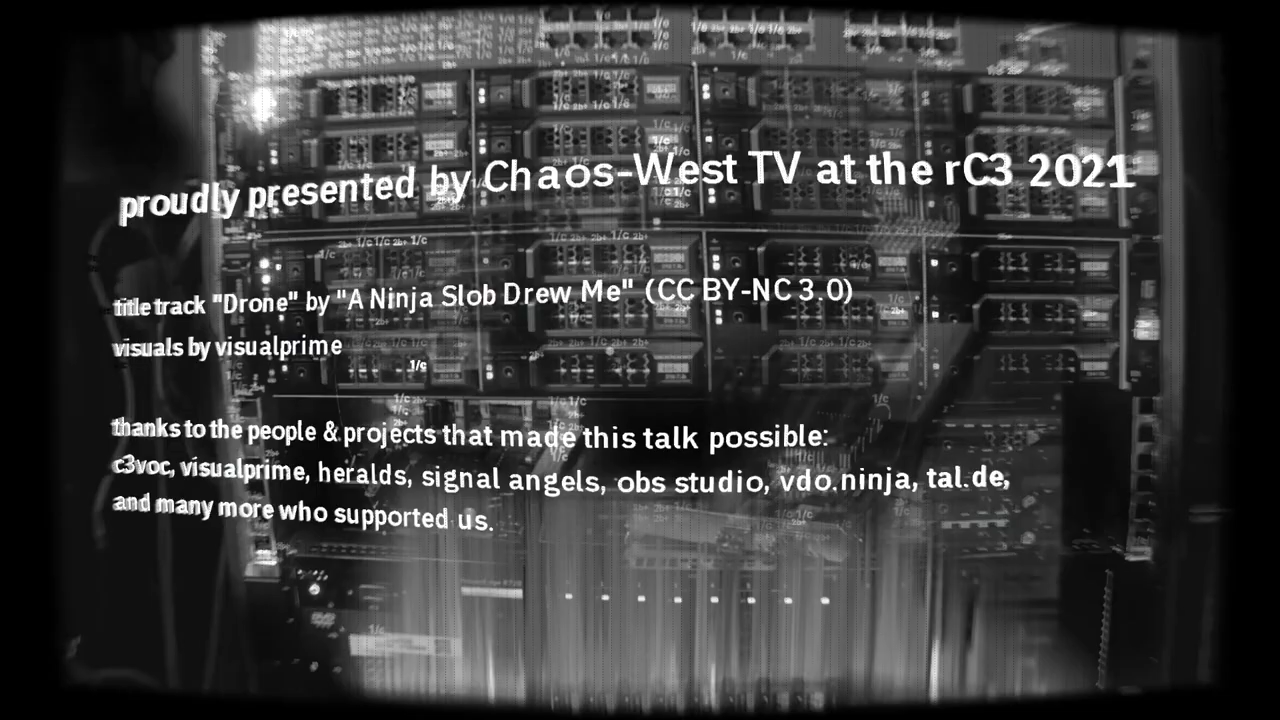 proudly presented by Chaos-West TV at the rC3 2021
title track "Drone" by "A Ninja Slob Drew Me" (CC BY-NC 3.0)
visuals by visualprime
thanks to the people & projects that made this talk possible:
c3voc, visualprime, heralds, signal angels, obs studio, vdo.ninja, tal.de,
and many more who supported us.